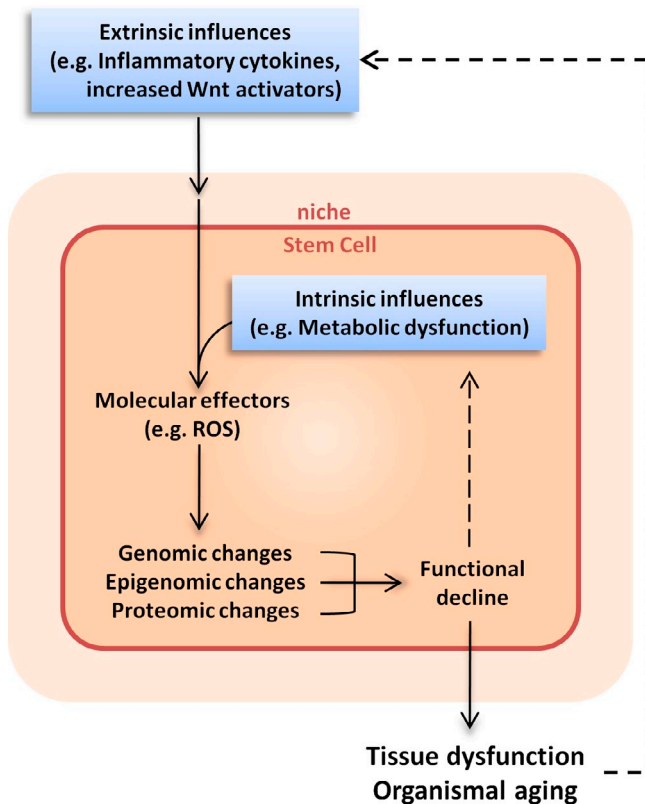 Extrinsic influences
(e.g. Inflammatory cytokines,
increased Wnt activators)
niche
Stem Cell
Intrinsic influences
(e.g. Metabolic dysfunction)
Molecular effectors
(e.g. ROS)
Genomic changes
Epigenomic changes
Proteomic changes
Functional
decline
Tissue dysfunction
Organismal aging